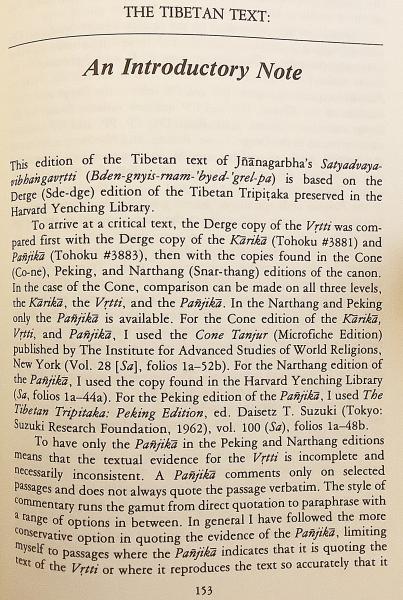 THE TIBETAN TEXT:
An Introductory Note
This edition of the Tibetan text of Jñānagarbha's Satyadvaya-
vibhaṅgavṛtti (Bden-gnyis-rnam-'byed-'grel-pa) is based on the
Derge (Sde-dge) edition of the Tibetan Tripiṭaka preserved in the
Harvard Yenching Library.
To arrive at a critical text, the Derge copy of the Vṛtti was com-
pared first with the Derge copy of the Kārikā (Tohoku #3881) and
Pañjikā (Tohoku #3883), then with the copies found in the Cone
(Co-ne), Peking, and Narthang (Snar-thang) editions of the canon.
In the case of the Cone, comparison can be made on all three levels,
the Kārikā, the Vṛtti, and the Pañjikā. In the Narthang and Peking
only the Pañjikā is available. For the Cone edition of the Kārikā,
Vṛtti, and Pañjikā, I used the Cone Tanjur (Microfiche Edition)
published by The Institute for Advanced Studies of World Religions,
New York (Vol. 28 [Sa], folios 1a–52b). For the Narthang edition of
the Pañjikā, I used the copy found in the Harvard Yenching Library
(Sa, folios 1a–44a). For the Peking edition of the Pañjikā, I used The
Tibetan Tripitaka: Peking Edition, ed. Daisetz T. Suzuki (Tokyo:
Suzuki Research Foundation, 1962), vol. 100 (Sa), folios 1a–48b.
To have only the Pañjikā in the Peking and Narthang editions
means that the textual evidence for the Vṛtti is incomplete and
necessarily inconsistent. A Pañjikā comments only on selected
passages and does not always quote the passage verbatim. The style of
commentary runs the gamut from direct quotation to paraphrase with
a range of options in between. In general I have followed the more
conservative option in quoting the evidence of the Pañjikā, limiting
myself to passages where the Pañjikā indicates that it is quoting the
text of the Vṛtti or where it reproduces the text so accurately that it
153